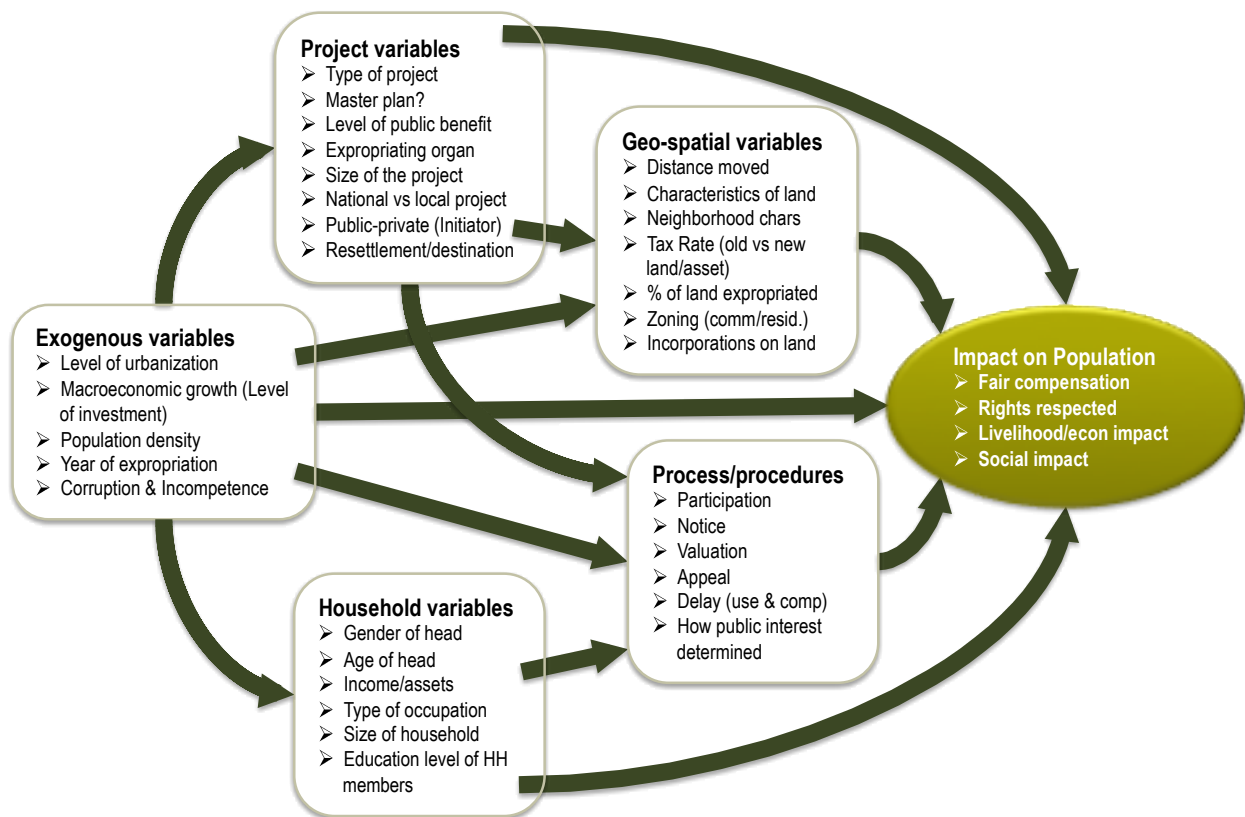 Project variables
➢ Type of project
➢ Master plan?
➢ Level of public benefit
➢ Expropriating organ
➢ Size of the project
➢ National vs local project
➢ Public-private (Initiator)
➢ Resettlement/destination
Geo-spatial variables
➢ Distance moved
➢ Characteristics of land
➢ Neighborhood chars
➢ Tax Rate (old vs new
land/asset)
➢ % of land expropriated
➢ Zoning (comm/resid.)
➢ Incorporations on land
Exogenous variables
➢ Level of urbanization
➢ Macroeconomic growth (Level
of investment)
➢ Population density
➢ Year of expropriation
➢ Corruption & Incompetence
Impact on Population
➢ Fair compensation
➢ Rights respected
➢ Livelihood/econ impact
➢ Social impact
Process/procedures
➢ Participation
➢ Notice
➢ Valuation
➢ Appeal
➢ Delay (use & comp)
➢ How public interest
determined
Household variables
➢ Gender of head
➢ Age of head
➢ Income/assets
➢ Type of occupation
➢ Size of household
➢ Education level of HH
members